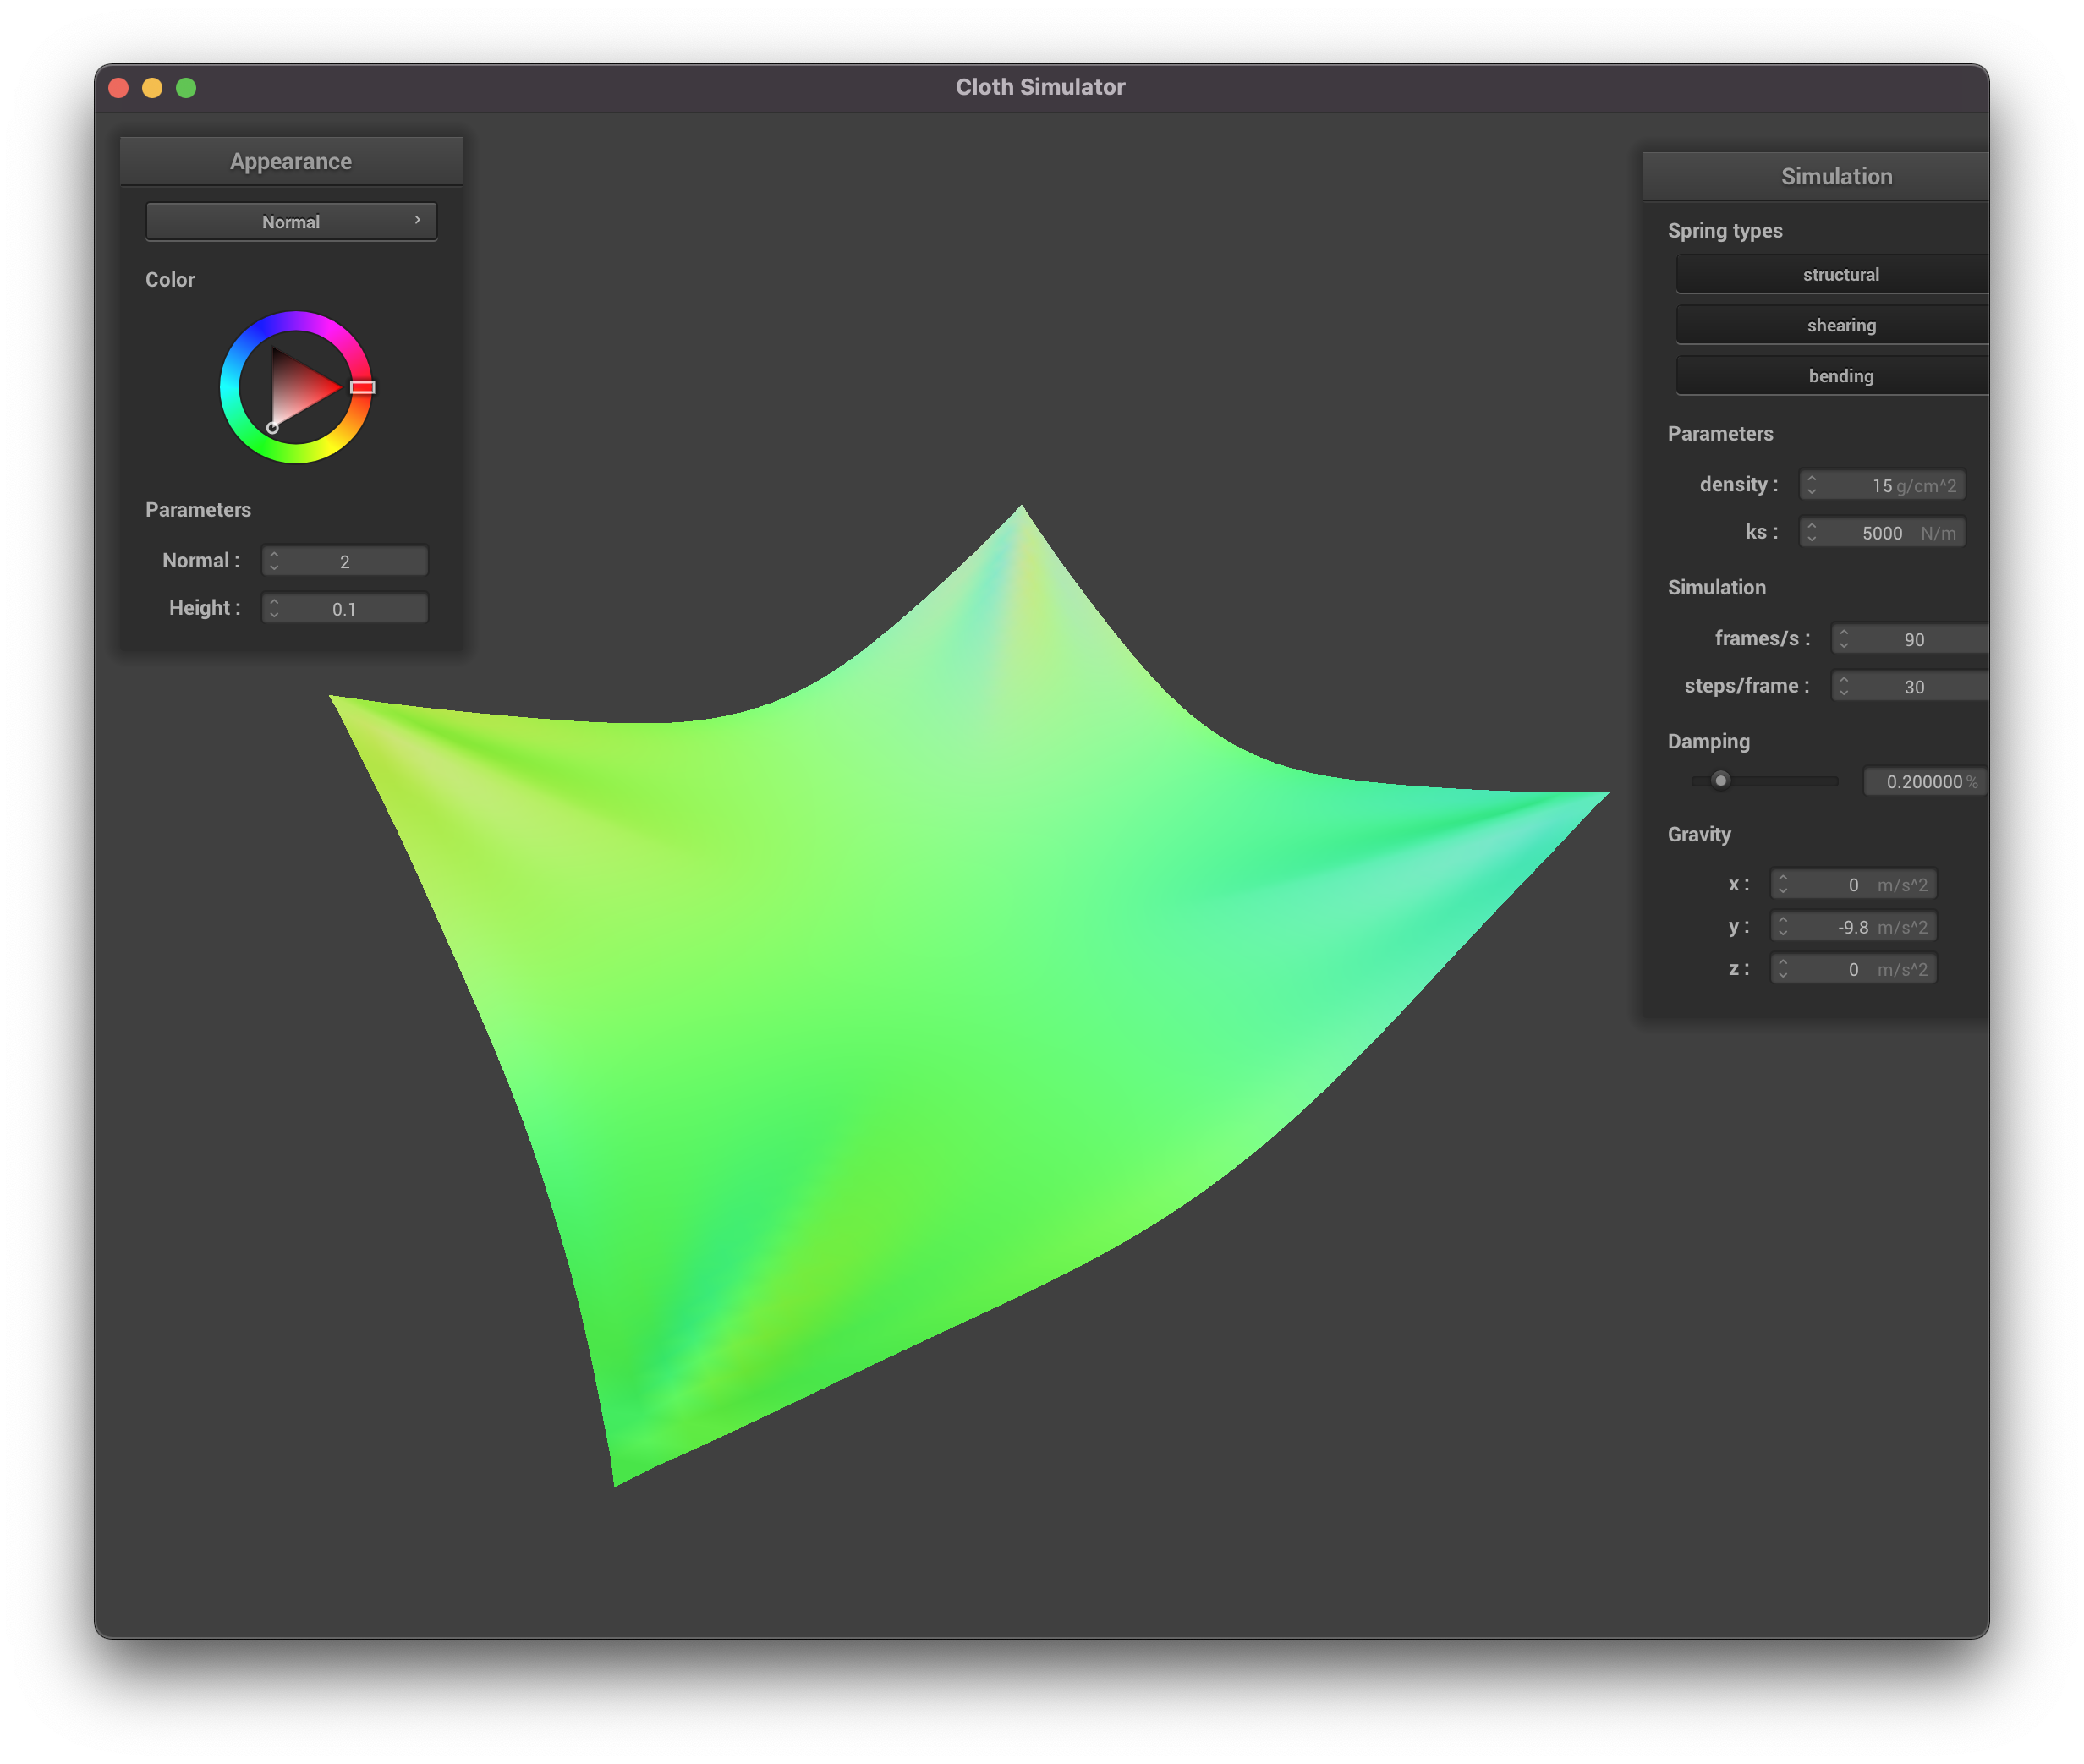 Cloth Simulator
Appearance
Normal
Color
Parameters
Normal : 2
Height : 0.1
Simulation
Spring types
structural
shearing
bending
Parameters
density : 15 g/cm^2
ks : 5000 N/m
Simulation
frames/s : 90
steps/frame : 30
Damping
0.200000 %
Gravity
x : 0 m/s^2
y : -9.8 m/s^2
z : 0 m/s^2